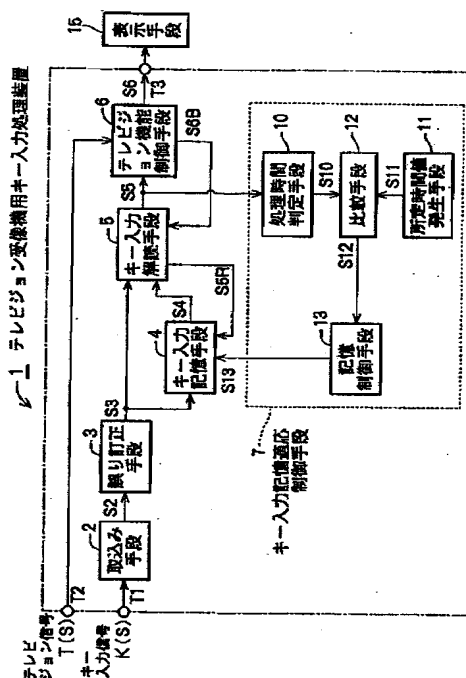 1 テレビジョン受像機用キー入力処理装置
テレビ
ジョン信号
T(S)
T2
キー
入力信号
K(S)
T1
2
取込み
手段
S2
3
誤り訂正
手段
S3
4
キー入力
記憶手段
S4
S5R
S13
5
キー入力
解読手段
S5
6
テレビジョン機能
制御手段
S6
S6B
T3
15
表示手段
7
キー入力記憶適応
制御手段
10
処理時間
判定手段
S10
12
比較手段
S11
11
所定時間値
発生手段
S12
13
記憶
制御手段